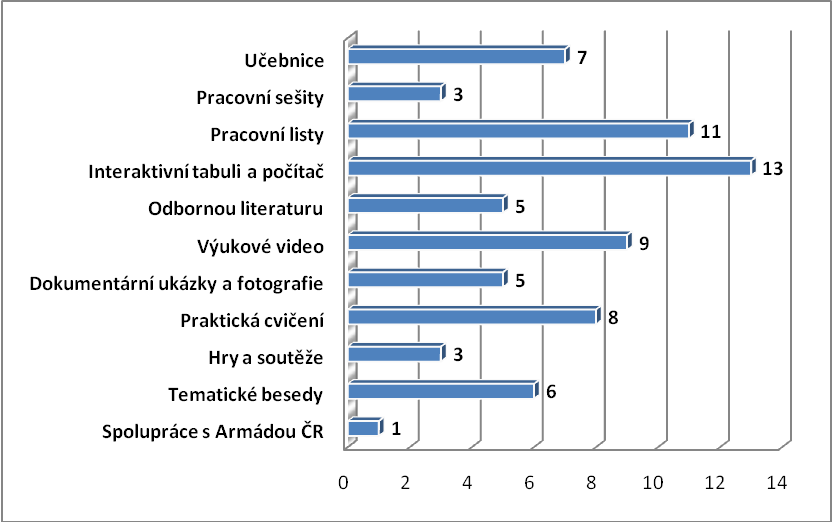 Učebnice 7
Pracovní sešity 3
Pracovní listy 11
Interaktivní tabuli a počítač 13
Odbornou literaturu 5
Výukové video 9
Dokumentární ukázky a fotografie 5
Praktická cvičení 8
Hry a soutěže 3
Tematické besedy 6
Spolupráce s Armádou ČR 1
0 2 4 6 8 10 12 14